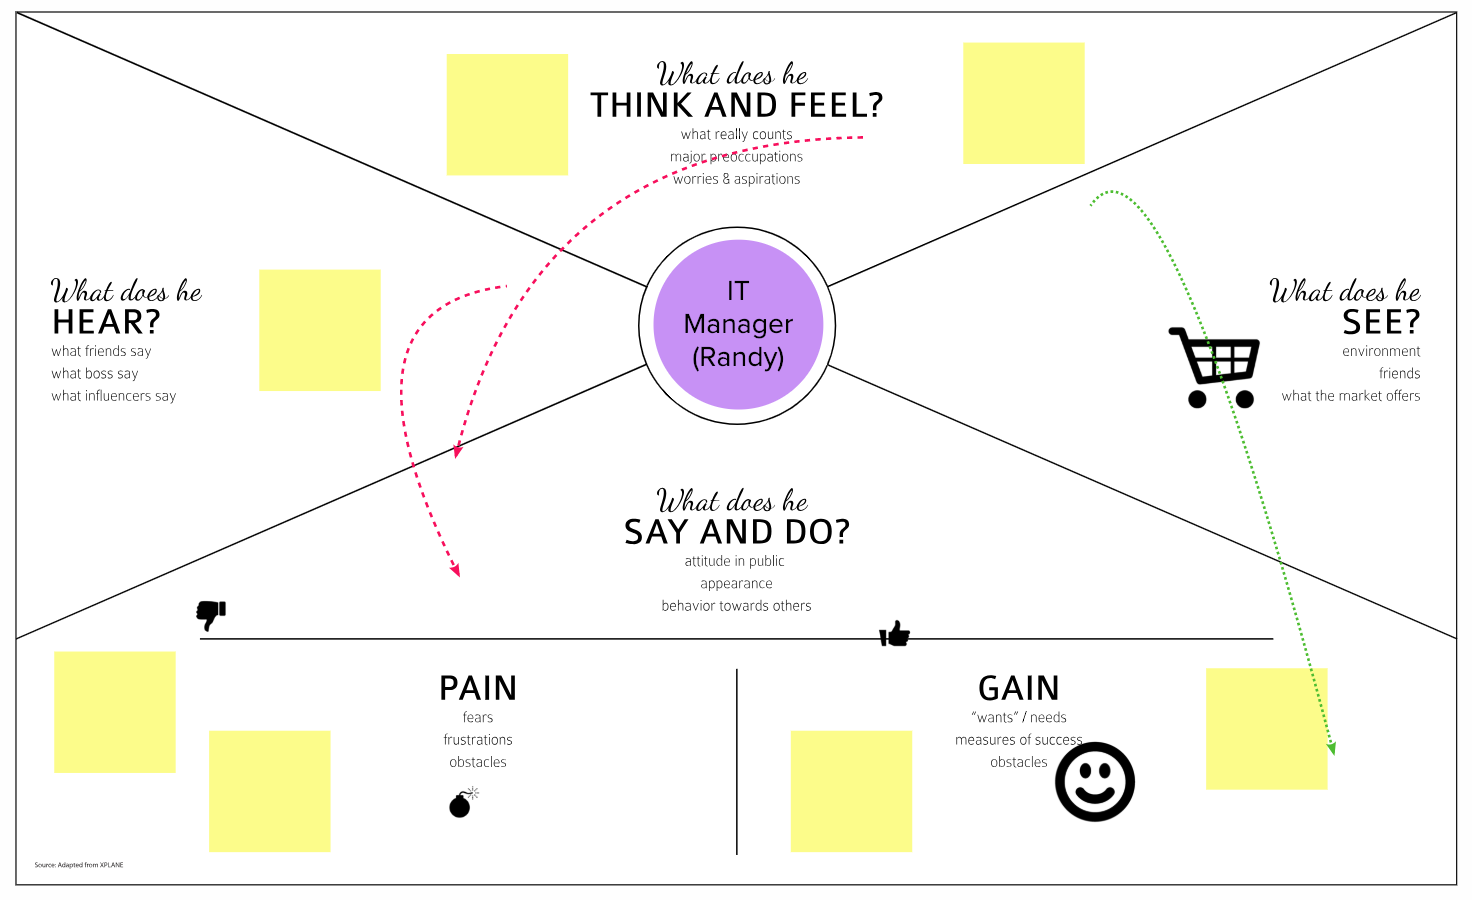 What does he
THINK AND FEEL?
what really counts
major preoccupations
worries & aspirations
IT
Manager
(Randy)
What does he
HEAR?
what friends say
what boss say
what influencers say
What does he
SEE?
environment
friends
what the market offers
What does he
SAY AND DO?
attitude in public
appearance
behavior towards others
PAIN
fears
frustrations
obstacles
GAIN
“wants” / needs
measures of success
obstacles
Source: Adapted from XPLANE